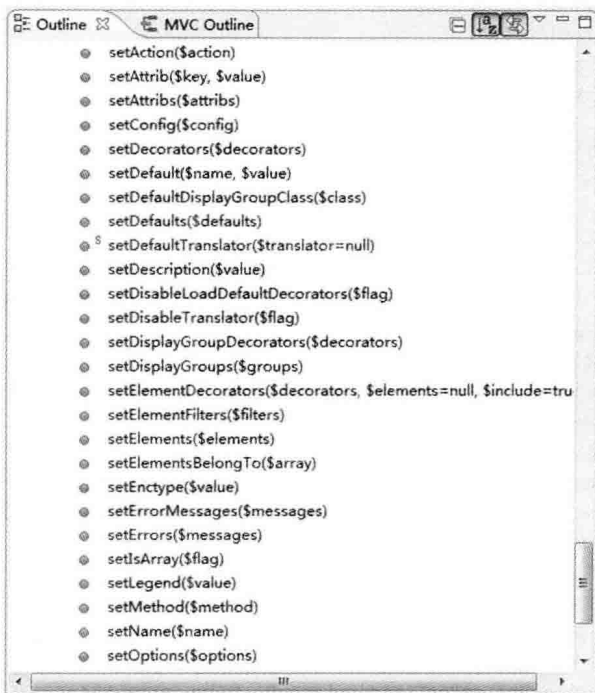 Outline MVC Outline
setAction($action)
setAttrib($key, $value)
setAttribs($attribs)
setConfig($config)
setDecorators($decorators)
setDefault($name, $value)
setDefaultDisplayGroupClass($class)
setDefaults($defaults)
S setDefaultTranslator($translator=null)
setDescription($value)
setDisableLoadDefaultDecorators($flag)
setDisableTranslator($flag)
setDisplayGroupDecorators($decorators)
setDisplayGroups($groups)
setElementDecorators($decorators, $elements=null, $include=tru
setElementFilters($filters)
setElements($elements)
setElementsBelongTo($array)
setEnctype($value)
setErrorMessages($messages)
setErrors($messages)
setIsArray($flag)
setLegend($value)
setMethod($method)
setName($name)
setOptions($options)